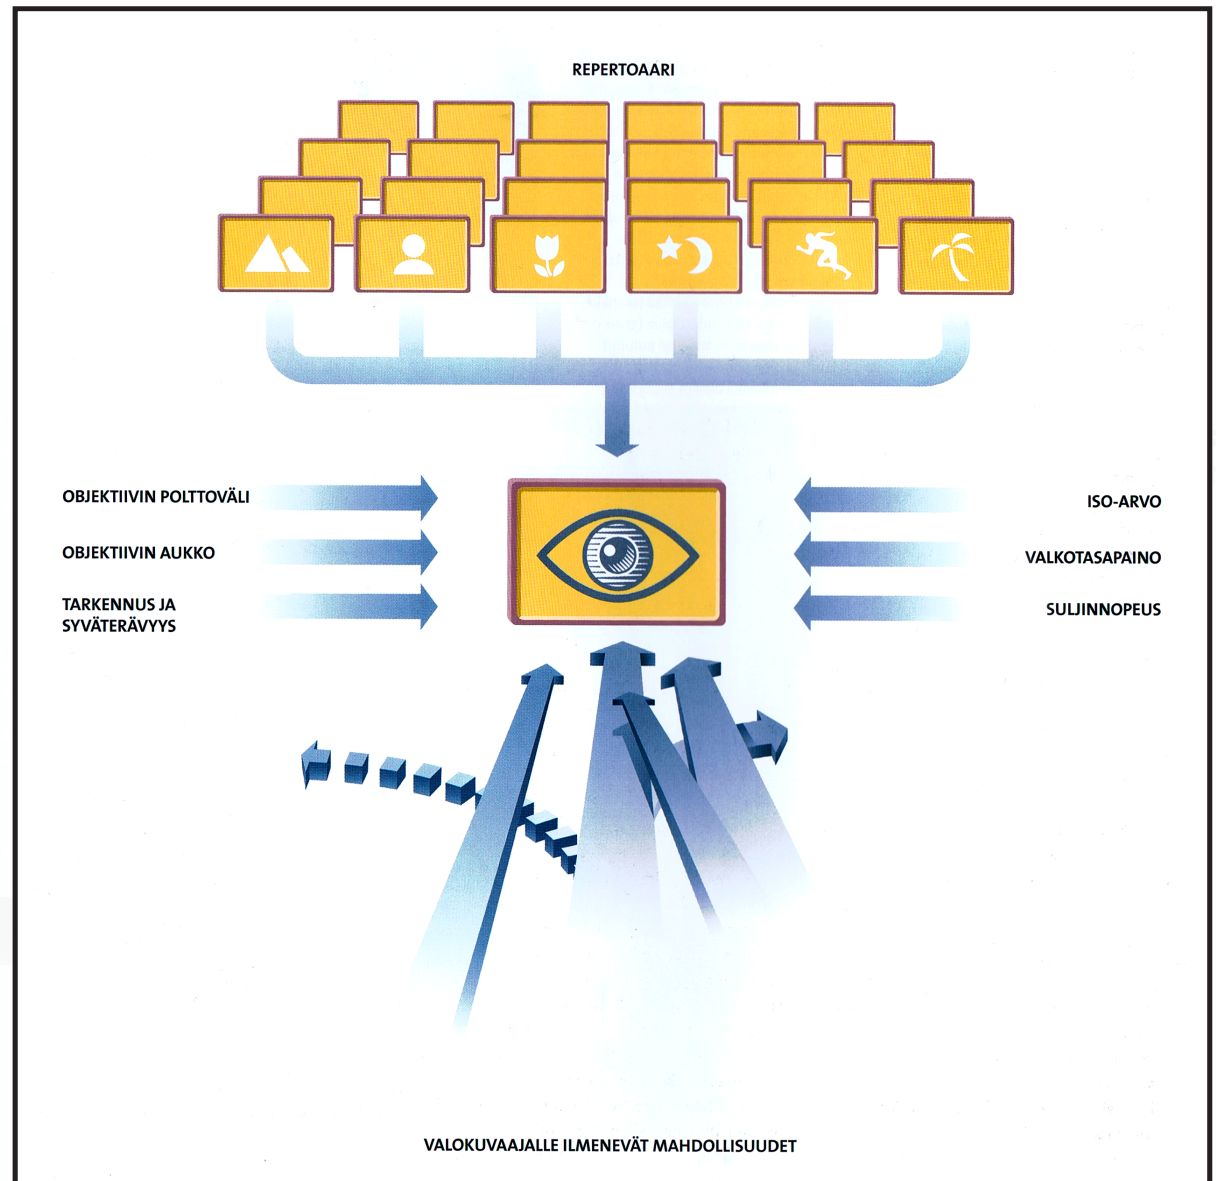 REPERTOAARI
OBJEKTIIVIN POLTTOVÄLI
OBJEKTIIVIN AUKKO
TARKENNUS JA
SYVÄTERÄVYYS
ISO-ARVO
VALKOTASAPAINO
SULJINNOPEUS
VALOKUVAAJALLE ILMENEVÄT MAHDOLLISUUDET